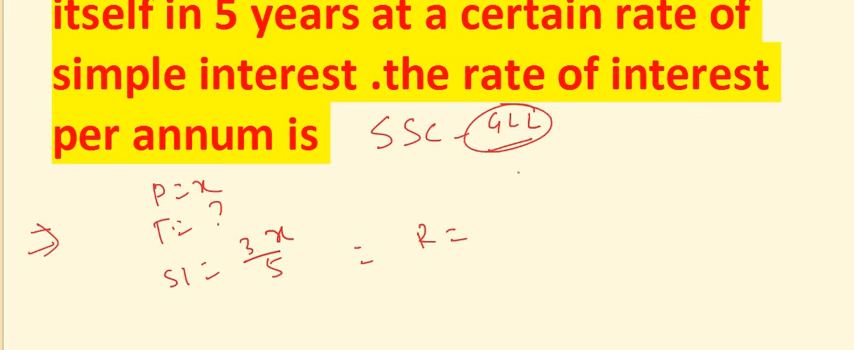 itself in 5 years at a certain rate of
simple interest .the rate of interest
per annum is SSC - GLL
P = x
T = ?
SI = 3x/5 = R =